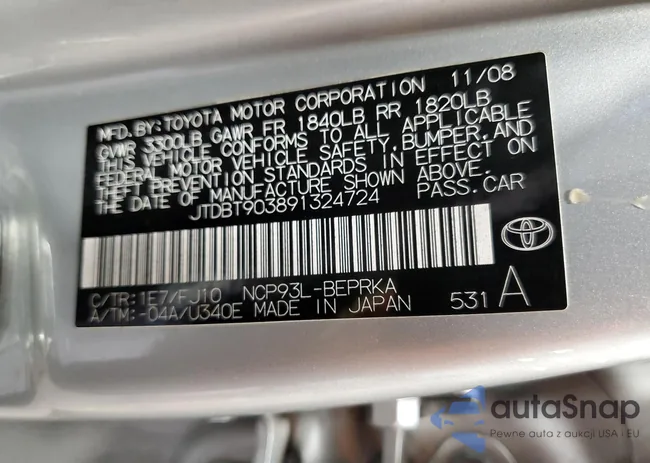 MFD. BY: TOYOTA MOTOR CORPORATION 11/08
GVWR 3300LB GAWR FR 1840LB RR 1820LB
THIS VEHICLE CONFORMS TO ALL APPLICABLE
FEDERAL MOTOR VEHICLE SAFETY, BUMPER, AND
THEFT PREVENTION STANDARDS IN EFFECT ON
THE DATE OF MANUFACTURE SHOWN ABOVE.
JTDBT903891324724 PASS. CAR
C/TR: 1E7/FJ10 NCP93L-BEPRKA
A/TM: -04A/U340E MADE IN JAPAN 531 A
autaSnap
Pewne auta z aukcji USA i EU